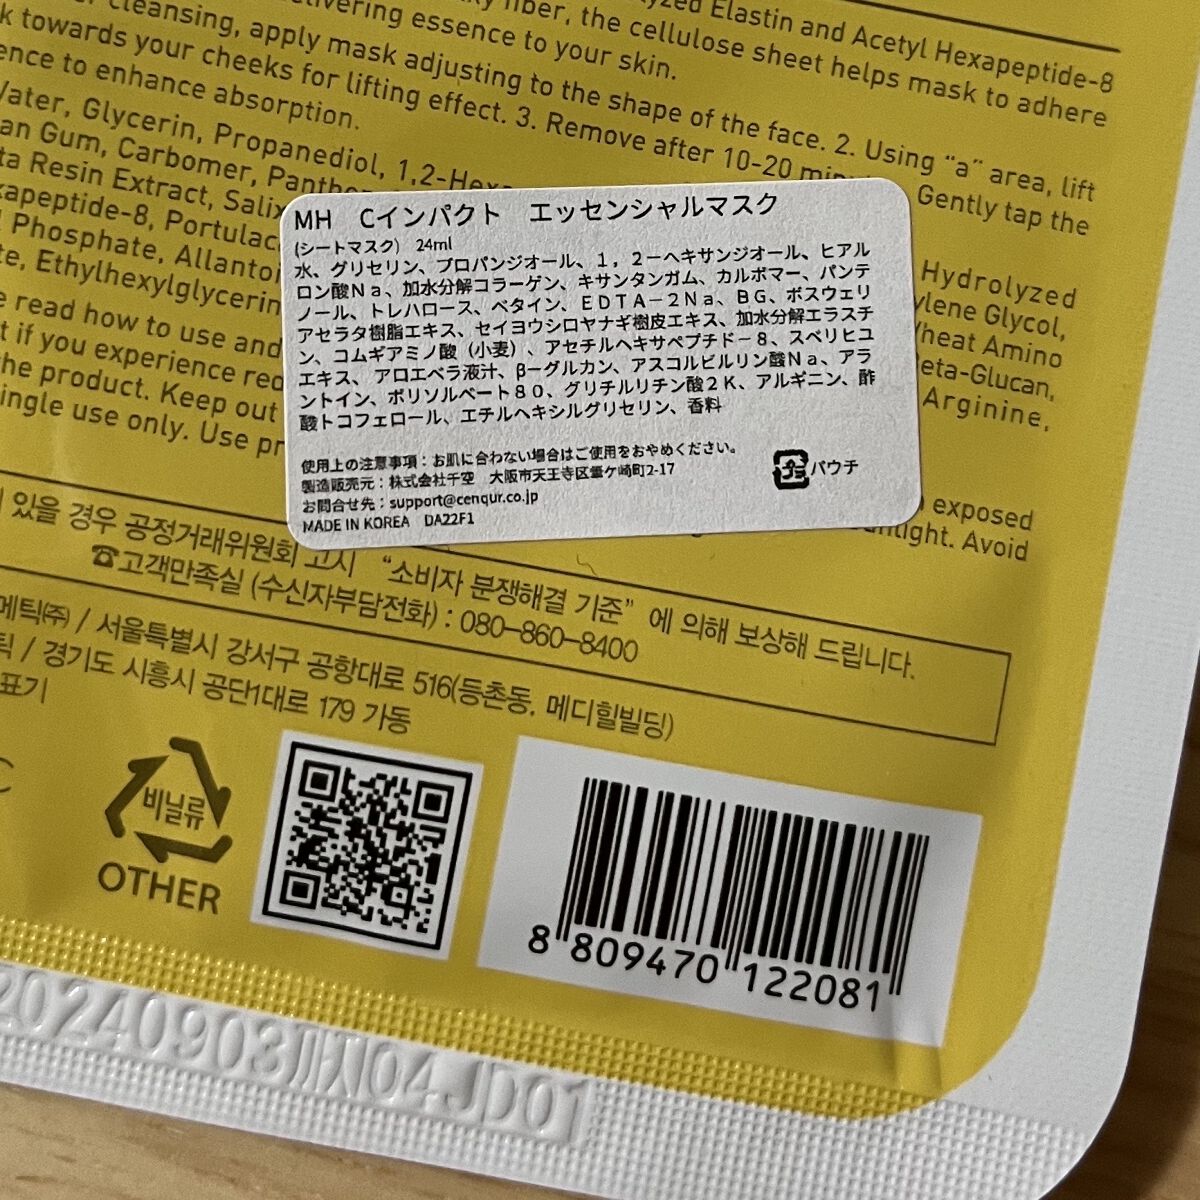 yzed Elastin and Acetyl Hexapeptide-8
fiber, the cellulose sheet helps mask to adhere
delivering essence to your skin.
cleansing, apply mask adjusting to the shape of the face. 2. Using "a" area, lift
towards your cheeks for lifting effect. 3. Remove after 10-20 Gently tap the
ence to enhance absorption.
Water, Glycerin, Propanediol, 1,2-Hex
Hydrolyzed
an Gum, Carbomer, Panthe
ylene Glycol,
ta Resin Extract, Salix
Wheat Amino
xapeptide-8, Portulac
Beta-Glucan,
Phosphate, Allantoi
Arginine,
te, Ethylhexylglycerin
read how to use and
if you experience red
the product. Keep out
ingle use only. Use pr
exposed
light. Avoid
MH Cインパクト エッセンシャルマスク
(シートマスク) 24ml
水、グリセリン、プロパンジオール、1,2-ヘキサンジオール、ヒアル
ロン酸Na、加水分解コラーゲン、キサンタンガム、カルボマー、パンテ
ノール、トレハロース、ベタイン、EDTA-2Na、BG、ボスウェリ
アセラタ樹脂エキス、セイヨウシロヤナギ樹皮エキス、加水分解エラスチ
ン、コムギアミノ酸(小麦)、アセチルヘキサペプチド-8、スベリヒユ
エキス、アロエベラ液汁、β-グルカン、アスコルビルリン酸Na、アラ
ントイン、ポリソルベート80、グリチルリチン酸2K、アルギニン、酢
酸トコフェロール、エチルヘキシルグリセリン、香料
使用上の注意事項：お肌に合わない場合はご使用をおやめください。
製造販売元：株式会社千空 大阪市天王寺区筆ケ崎町2-17
お問合せ先：support@cenqur.co.jp
MADE IN KOREA DA22F1
プラ パウチ
있을 경우 공정거래위원회 고시 "소비자 분쟁해결 기준" 에 의해 보상해 드립니다.
☎고객만족실 (수신자부담전화) : 080-860-8400
메틱㈜ / 서울특별시 강서구 공항대로 516(등촌동, 메디힐빌딩)
틱 / 경기도 시흥시 공단1대로 179 가동
표기
비닐류
OTHER
8 809470 122081
20240903까지04JD01